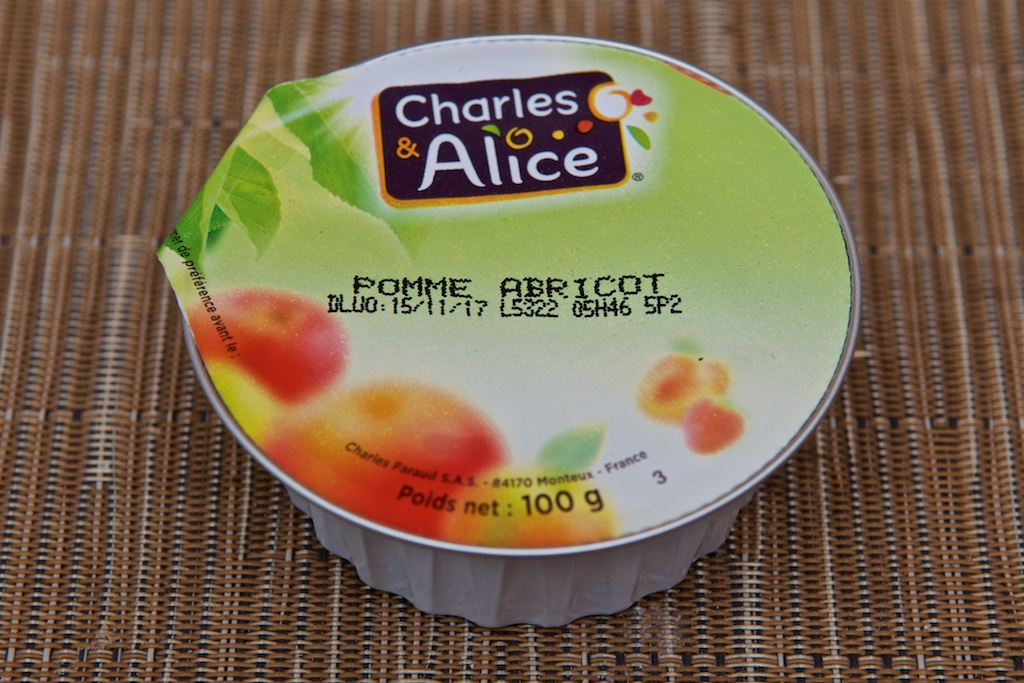 Charles
& Alice ®
POMME ABRICOT
DLUO:15/11/17 L5322 05H46 5P2
de préférence avant le :
Charles Faraud S.A.S. - 84170 Monteux - France
Poids net : 100 g
3